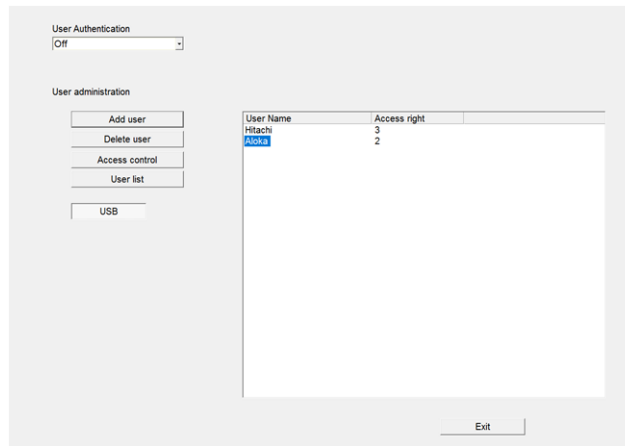 User Authentication
Off
User administration
Add user
Delete user
Access control
User list
USB
User Name Access right
Hitachi 3
Aloka 2
Exit